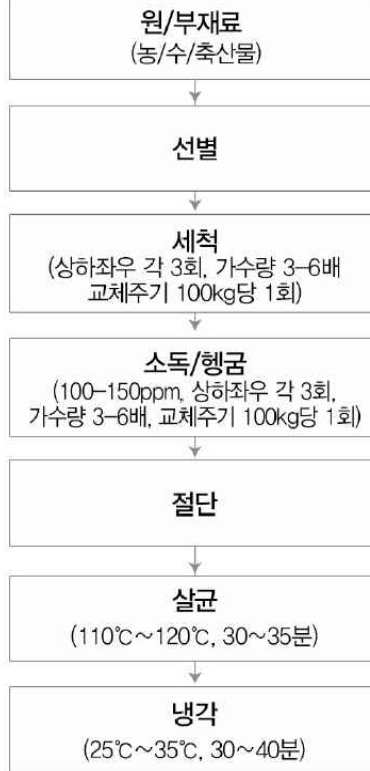 원/부재료
(농/수/축산물)
선별
세척
(상하좌우 각 3회, 가수량 3-6배
교체주기 100kg당 1회)
소독/헹굼
(100-150ppm, 상하좌우 각 3회,
가수량 3-6배, 교체주기 100kg당 1회)
절단
살균
(110℃~120℃, 30~35분)
냉각
(25℃~35℃, 30~40분)